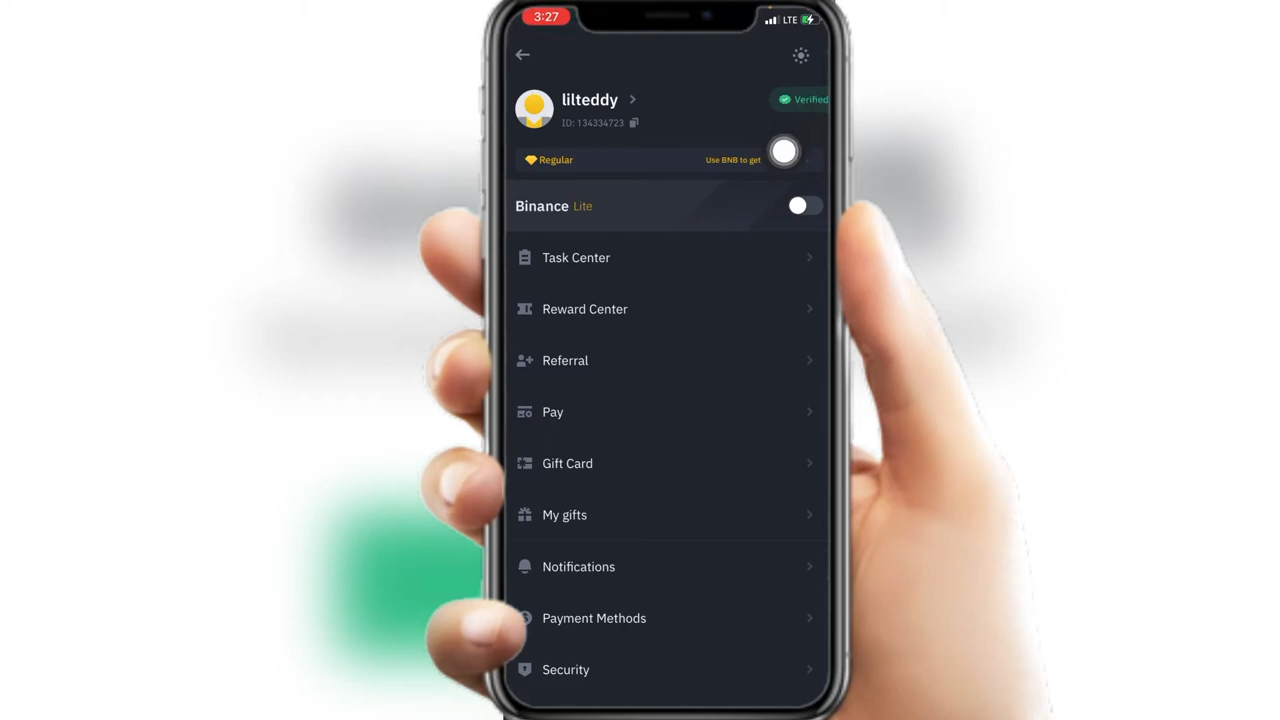 3:27
LTE
lilteddy
Verified
ID: 134334723
Regular
Use BNB to get
Binance Lite
Task Center
Reward Center
Referral
Pay
Gift Card
My gifts
Notifications
Payment Methods
Security